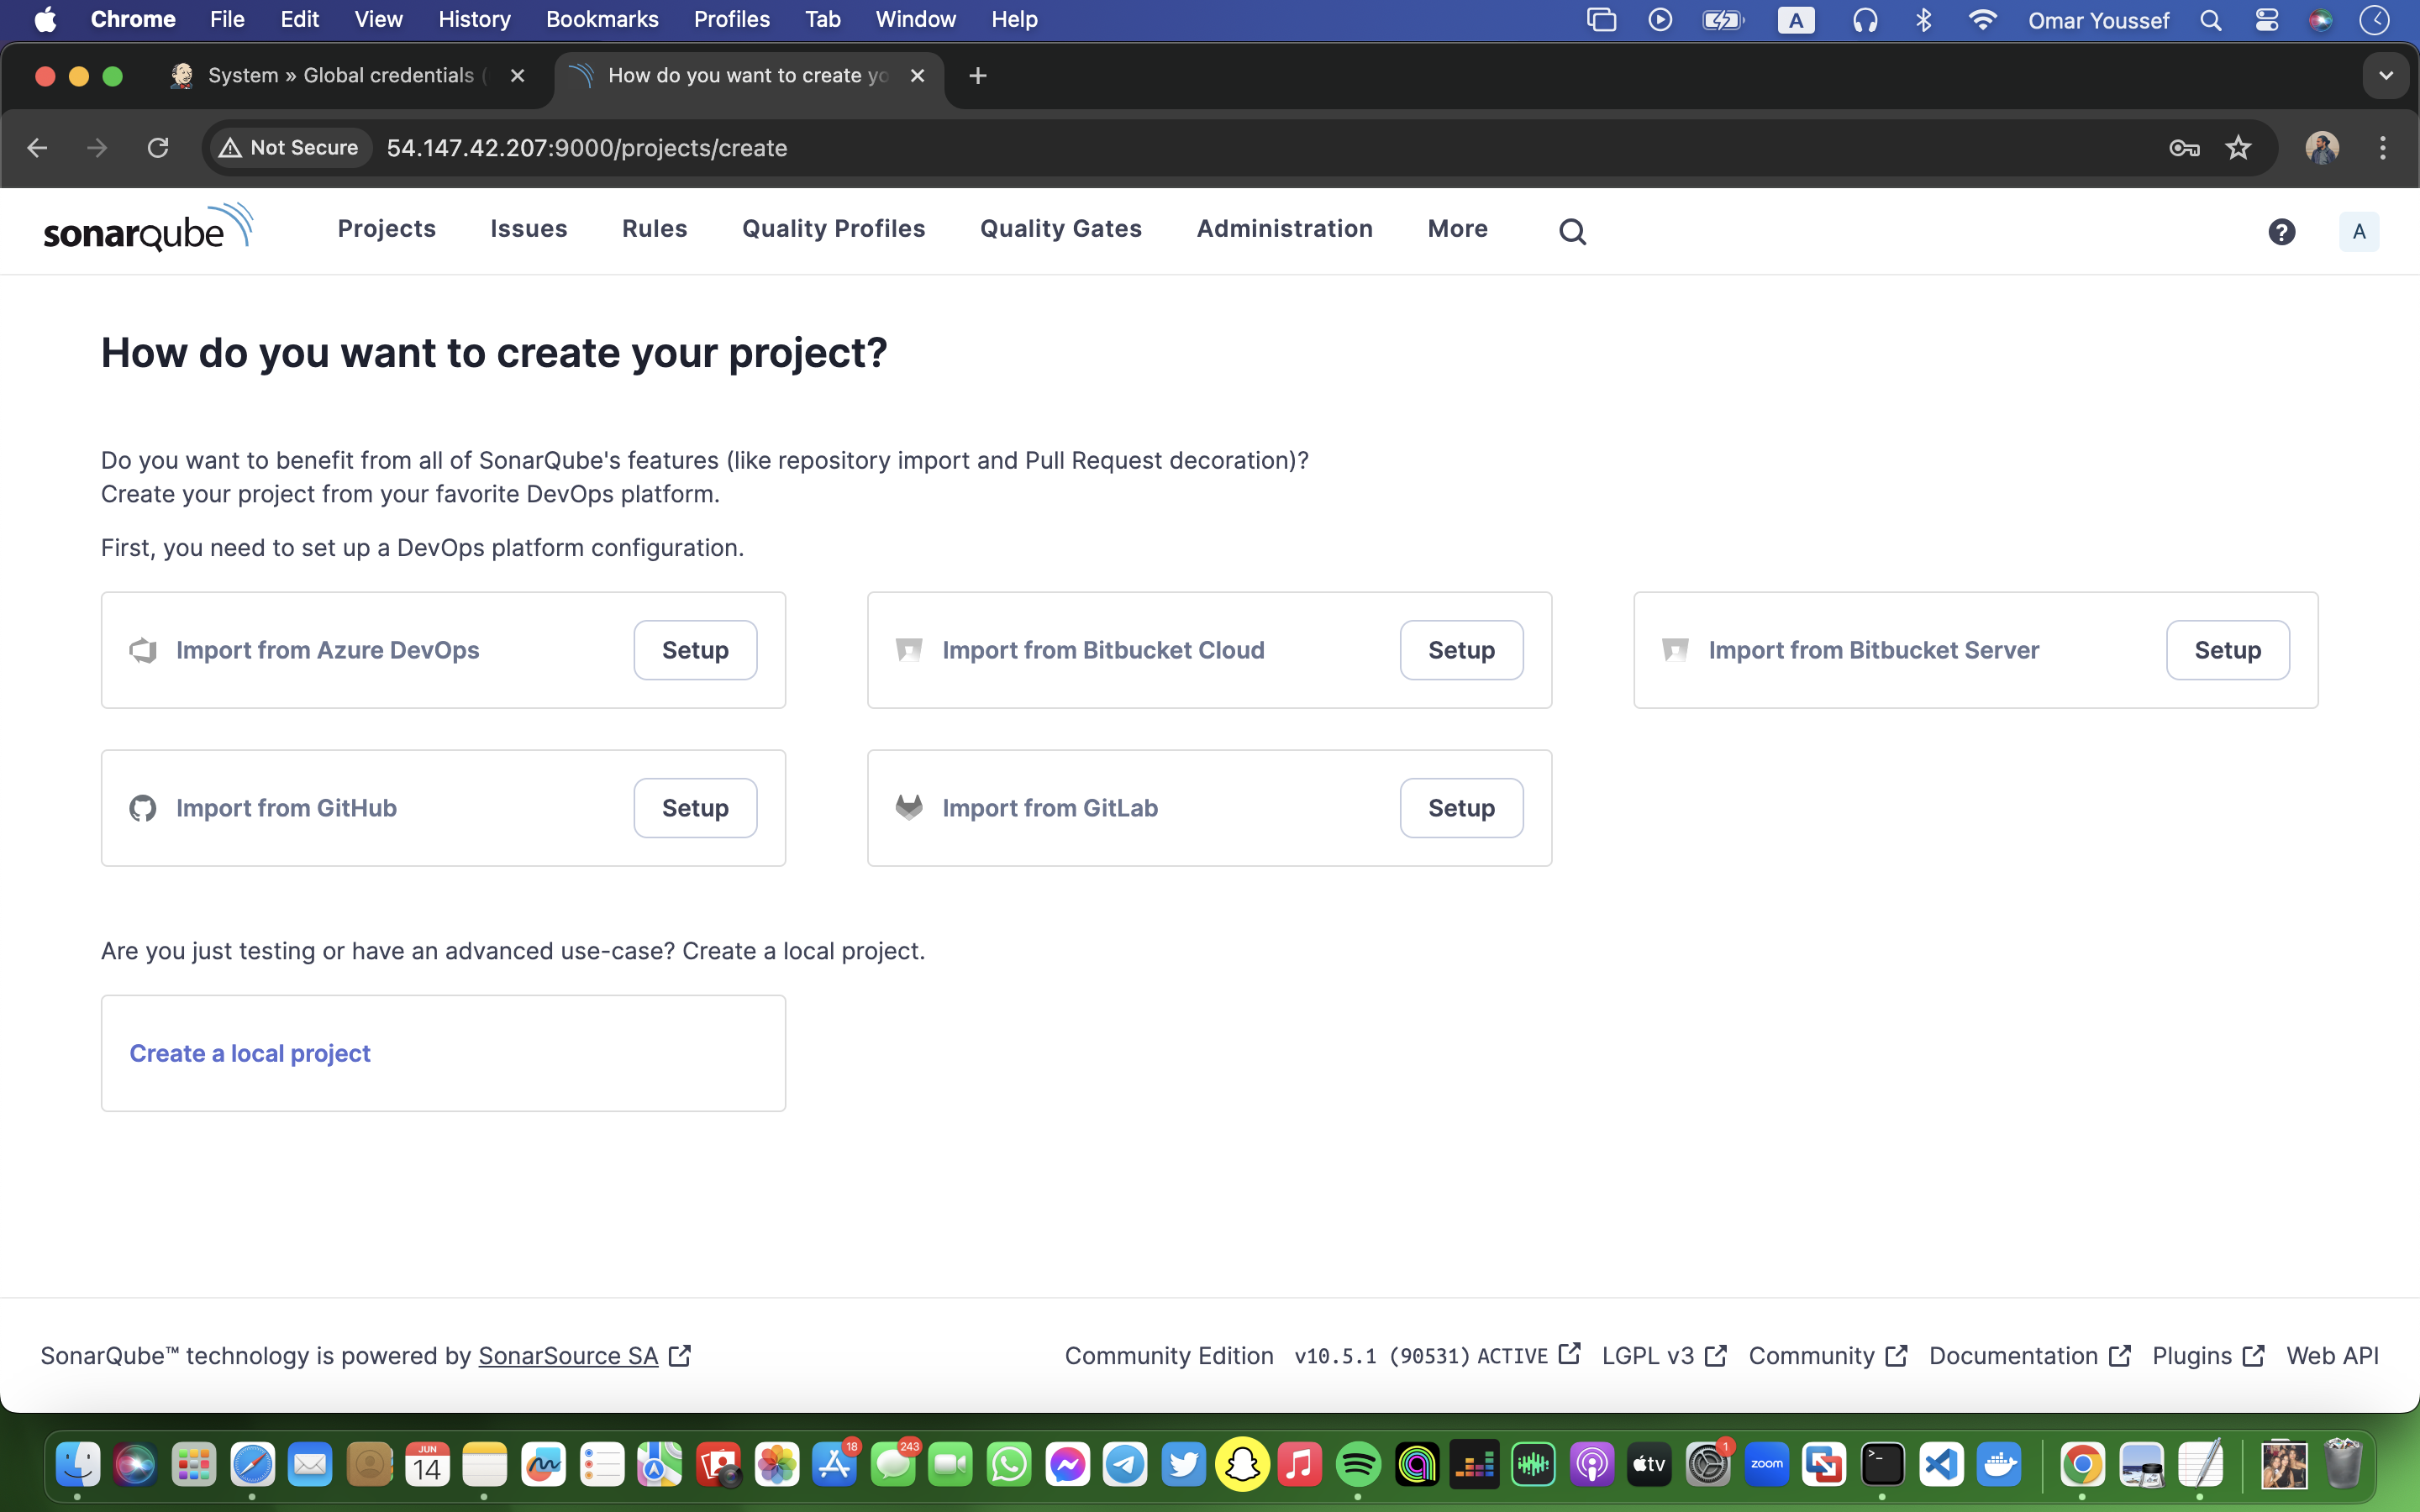 Chrome File Edit View History Bookmarks Profiles Tab Window Help A Omar Youssef
System » Global credentials ( How do you want to create yo
Not Secure 54.147.42.207:9000/projects/create
sonarqube Projects Issues Rules Quality Profiles Quality Gates Administration More ? A
How do you want to create your project?
Do you want to benefit from all of SonarQube's features (like repository import and Pull Request decoration)?
Create your project from your favorite DevOps platform.
First, you need to set up a DevOps platform configuration.
Import from Azure DevOps Setup Import from Bitbucket Cloud Setup Import from Bitbucket Server Setup
Import from GitHub Setup Import from GitLab Setup
Are you just testing or have an advanced use-case? Create a local project.
Create a local project
SonarQube™ technology is powered by SonarSource SA Community Edition v10.5.1 (90531) ACTIVE LGPL v3 Community Documentation Plugins Web API
JUN 18 243 1
14 tv zoom >_